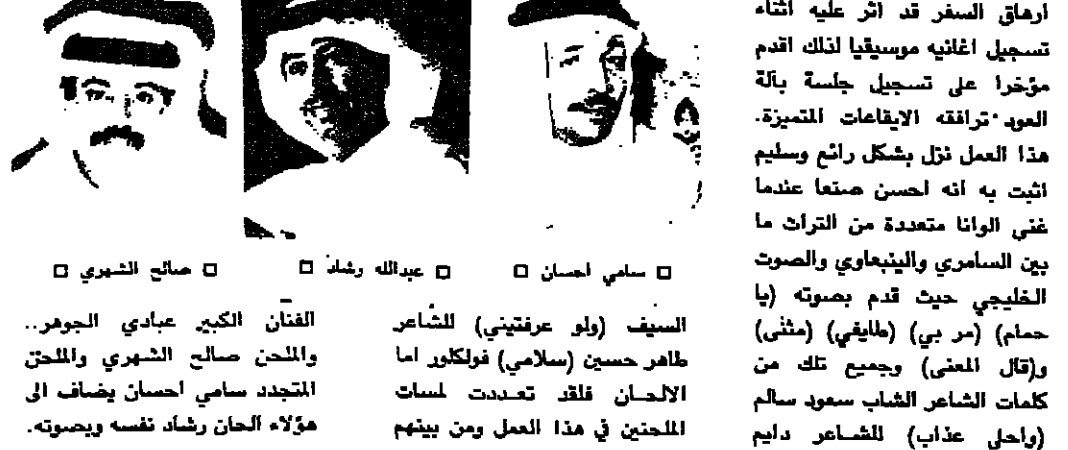 ارهاق السفر قد اثر عليه اثناء
تسجيل اغانيه موسيقيا لذلك اقدم
مؤخرا على تسجيل جلسة بآلة
العود ترافقه الايقاعات المتميزة.
هذا العمل نزل بشكل رائع وسليم
اثبت به انه احسن صنعا عندما
غنى الوانا متعددة من التراث ما
بين السامري والينبعاوي والصوت
الخليجي حيث قدم بصوته (يا
حمام) (مر بي) (طايفي) (مثنى)
و(قال المعنى) وجميع تلك من
كلمات الشاعر الشاب سعود سالم
(واحلى عذاب) للشاعر دايم
□ سامي احسان □
□ عبدالله رشاد □
□ صالح الشهري □
السيف (ولو عرفتيني) للشاعر
طاهر حسين (سلامي) فولكلور اما
الالحان فلقد تعددت لمسات
الملحنين في هذا العمل ومن بينهم
الفنان الكبير عبادي الجوهر..
والملحن صالح الشهري والملحن
المتجدد سامي احسان يضاف الى
هؤلاء الحان رشاد نفسه وبصوته.